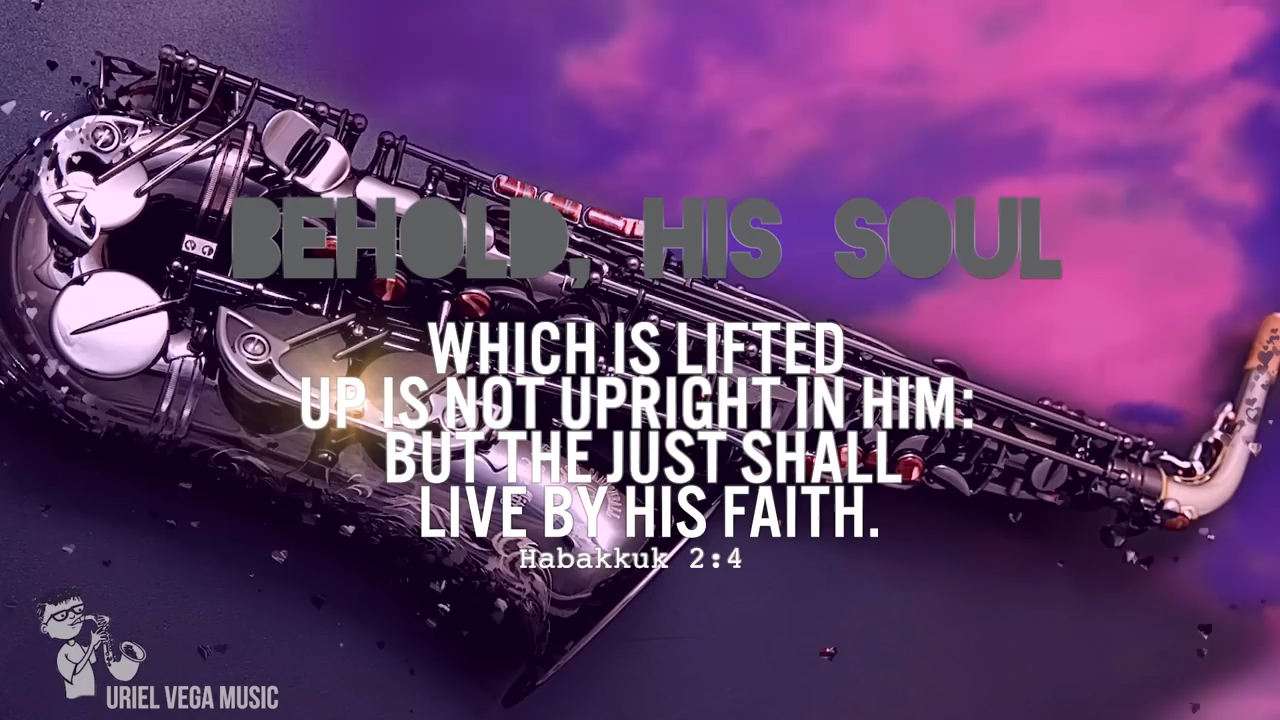 BEHOLD, HIS SOUL
WHICH IS LIFTED
UP IS NOT UPRIGHT IN HIM:
BUT THE JUST SHALL
LIVE BY HIS FAITH.
Habakkuk 2:4
URIEL VEGA MUSIC